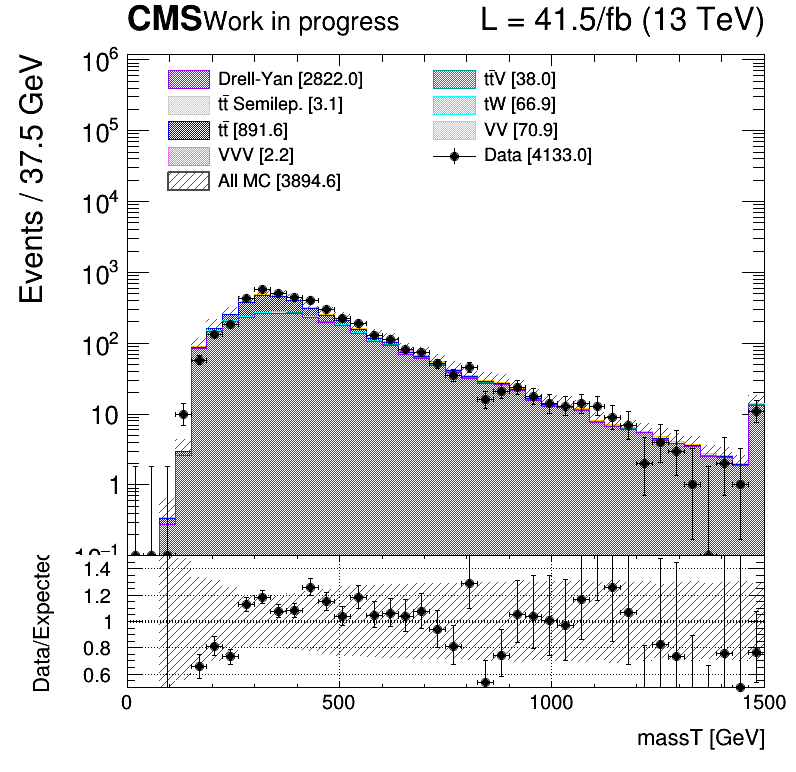 CMS Work in progress L = 41.5/fb (13 TeV)
Events / 37.5 GeV
10^6
10^5
10^4
10^3
10^2
10
1
10^-1
Drell-Yan [2822.0]
tt̄ Semilep. [3.1]
tt̄ [891.6]
VVV [2.2]
All MC [3894.6]
tt̄V [38.0]
tW [66.9]
VV [70.9]
Data [4133.0]
Data/Expected
1.4
1.2
1
0.8
0.6
0 500 1000 1500
massT [GeV]